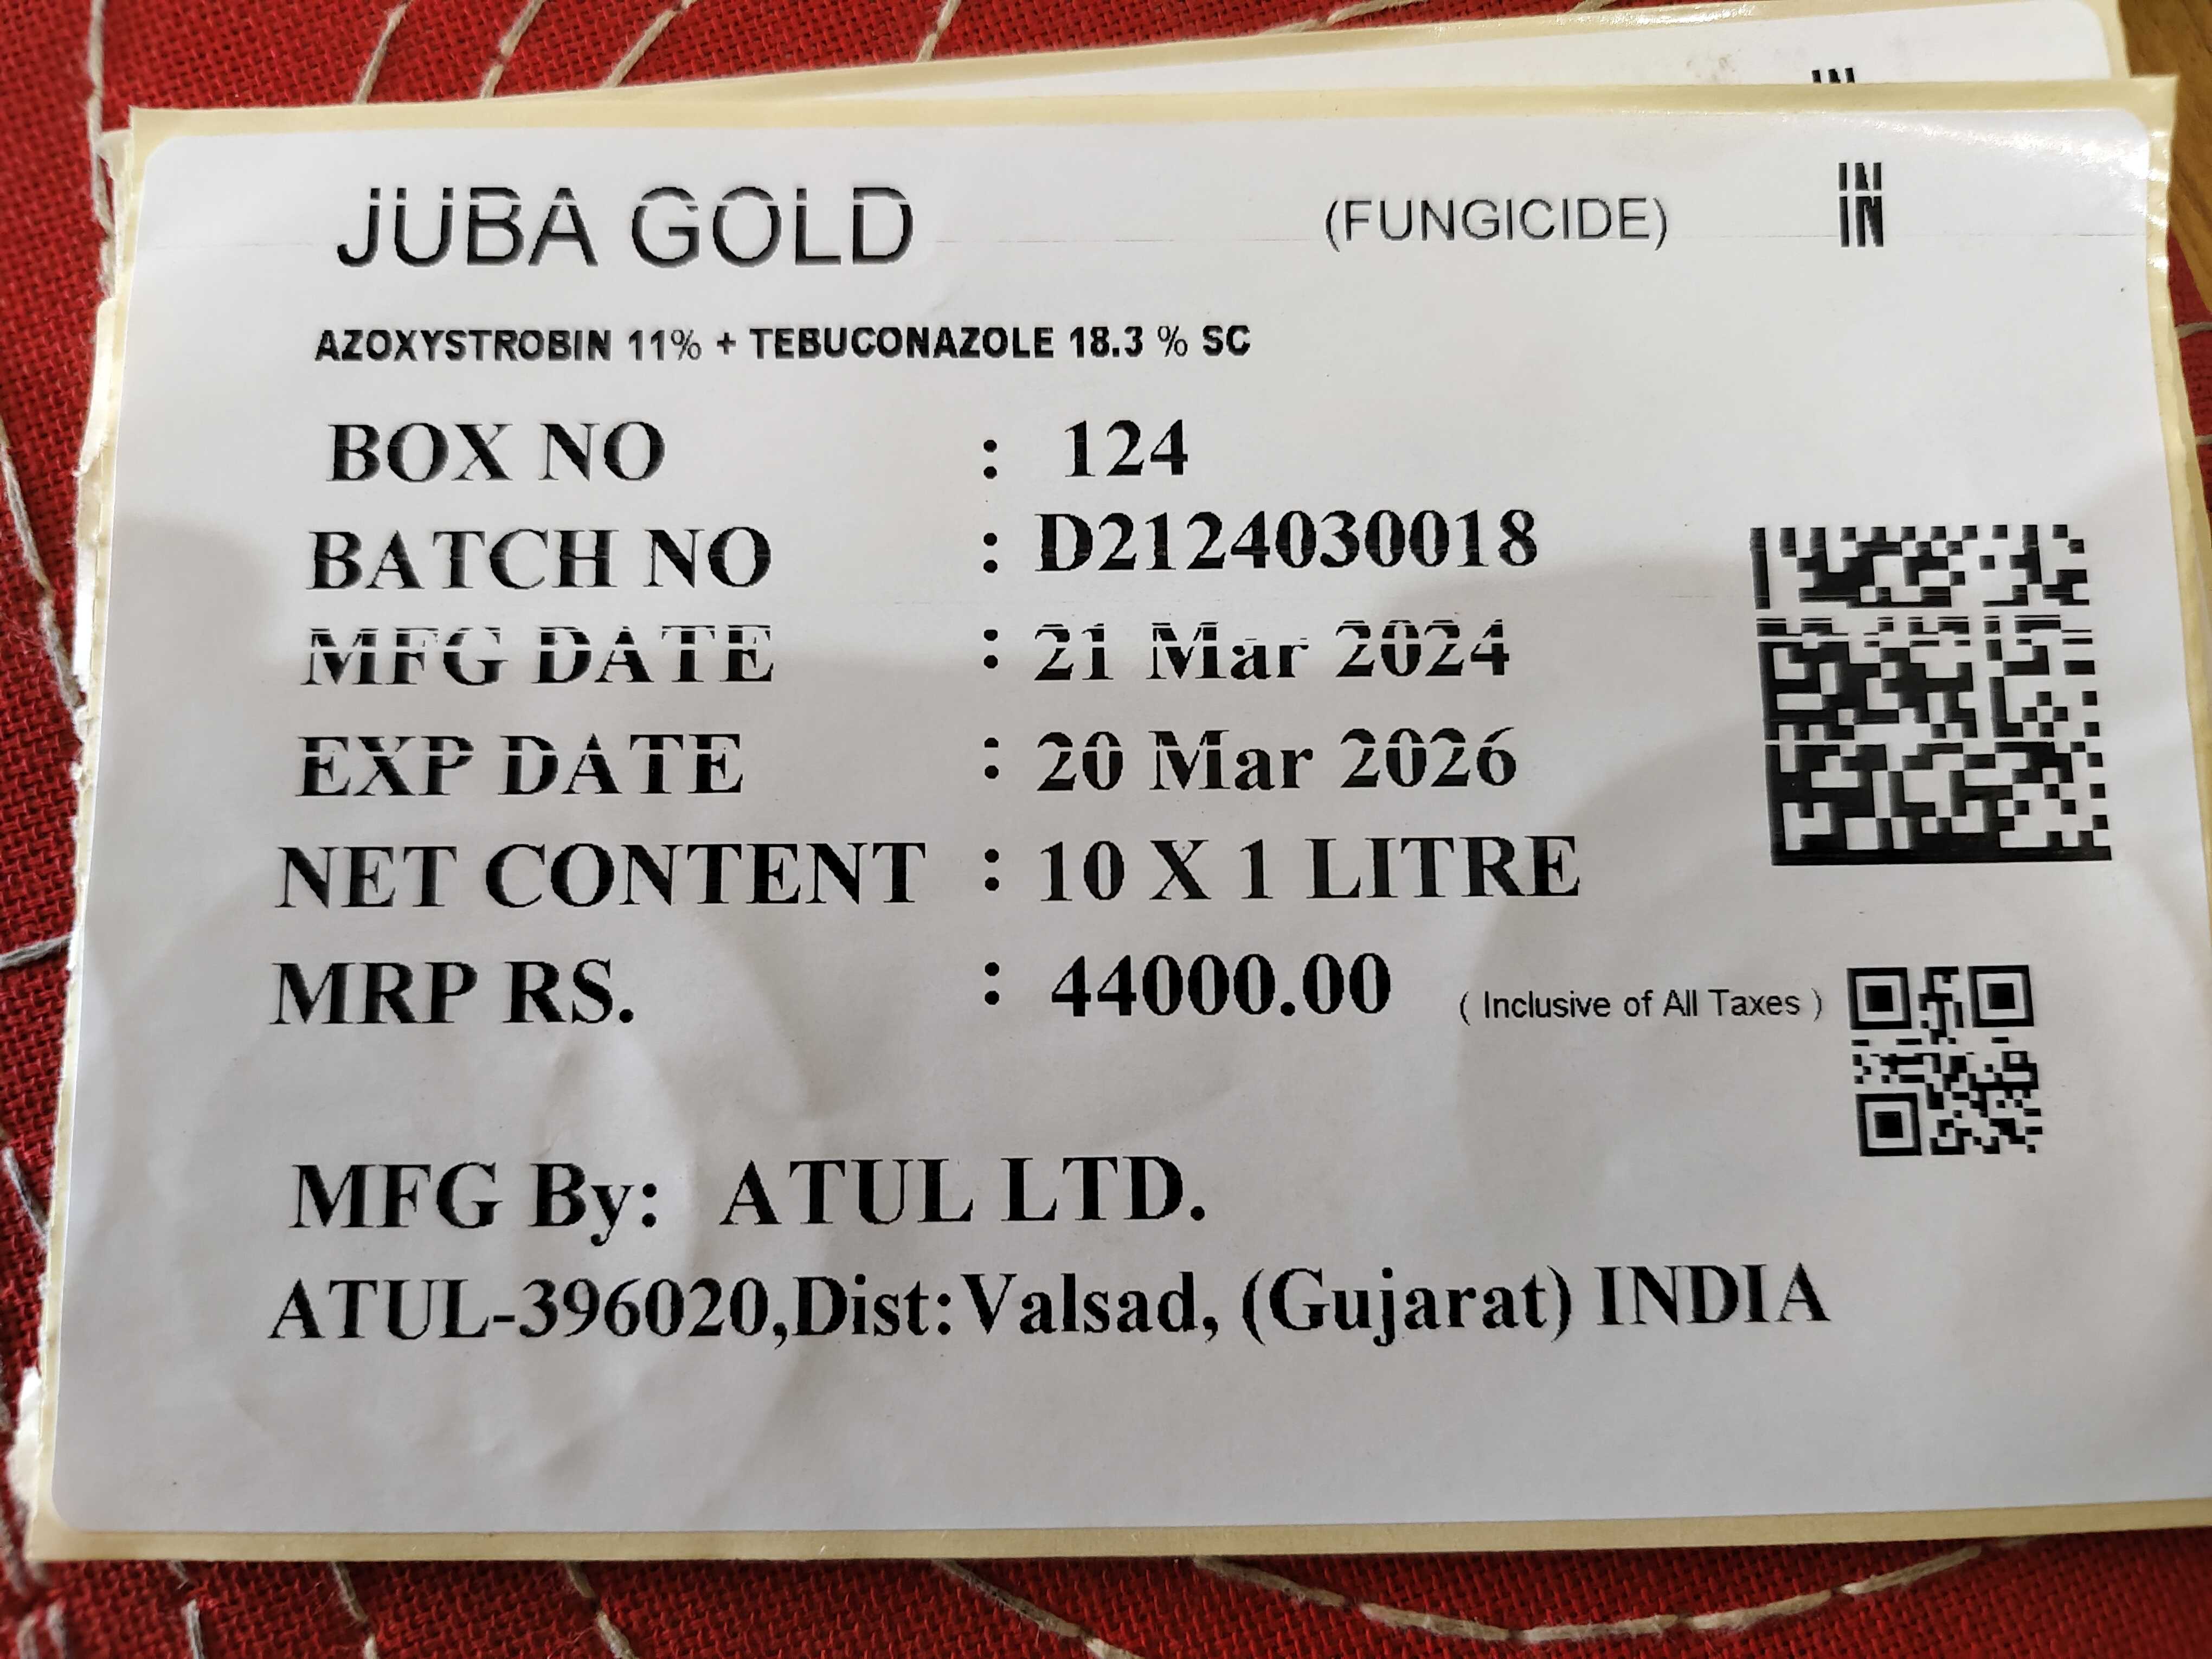 JUBA GOLD (FUNGICIDE) IN
IN
AZOXYSTROBIN 11% + TEBUCONAZOLE 18.3 % SC
BOX NO : 124
BATCH NO : D2124030018
MFG DATE : 21 Mar 2024
EXP DATE : 20 Mar 2026
NET CONTENT : 10 X 1 LITRE
MRP RS. : 44000.00 ( Inclusive of All Taxes )
MFG By: ATUL LTD.
ATUL-396020,Dist:Valsad, (Gujarat) INDIA